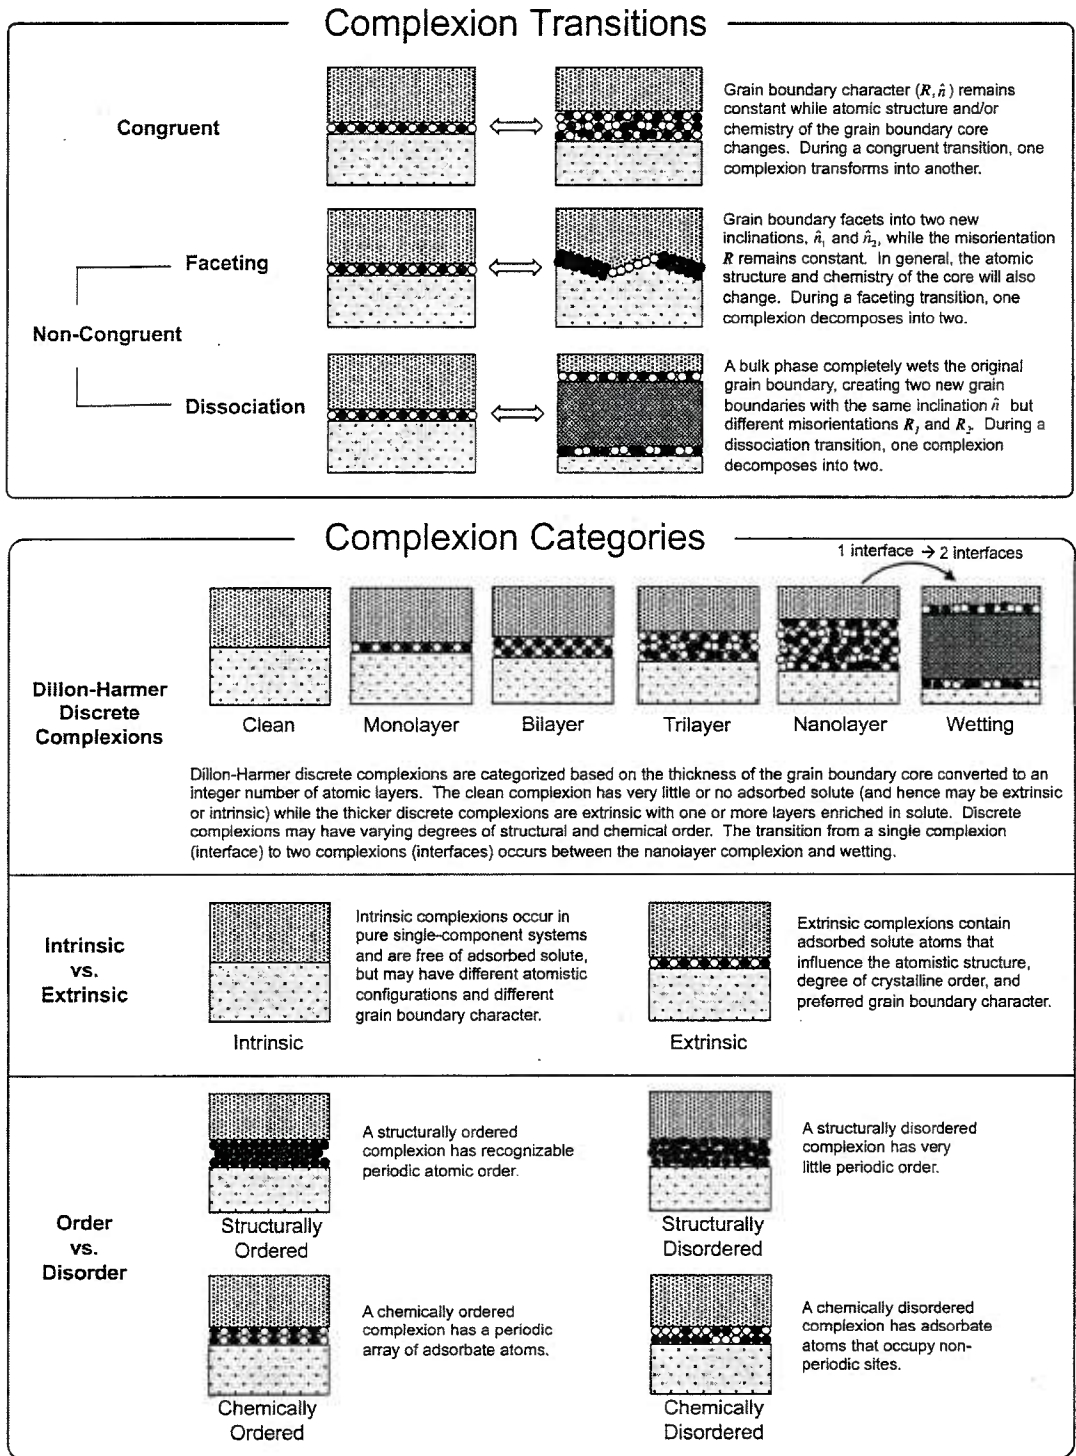 Complexion Transitions
Congruent
Grain boundary character (R, n̂) remains
constant while atomic structure and/or
chemistry of the grain boundary core
changes. During a congruent transition, one
complexion transforms into another.
Non-Congruent
Faceting
Grain boundary facets into two new
inclinations, n̂₁ and n̂₂, while the misorientation
R remains constant. In general, the atomic
structure and chemistry of the core will also
change. During a faceting transition, one
complexion decomposes into two.
Dissociation
A bulk phase completely wets the original
grain boundary, creating two new grain
boundaries with the same inclination n̂ but
different misorientations R₁ and R₂. During a
dissociation transition, one complexion
decomposes into two.
Complexion Categories
1 interface → 2 interfaces
Dillon-Harmer
Discrete
Complexions
Clean Monolayer Bilayer Trilayer Nanolayer Wetting
Dillon-Harmer discrete complexions are categorized based on the thickness of the grain boundary core converted to an
integer number of atomic layers. The clean complexion has very little or no adsorbed solute (and hence may be extrinsic
or intrinsic) while the thicker discrete complexions are extrinsic with one or more layers enriched in solute. Discrete
complexions may have varying degrees of structural and chemical order. The transition from a single complexion
(interface) to two complexions (interfaces) occurs between the nanolayer complexion and wetting.
Intrinsic
vs.
Extrinsic
Intrinsic
Intrinsic complexions occur in
pure single-component systems
and are free of adsorbed solute,
but may have different atomistic
configurations and different
grain boundary character.
Extrinsic
Extrinsic complexions contain
adsorbed solute atoms that
influence the atomistic structure,
degree of crystalline order, and
preferred grain boundary character.
Order
vs.
Disorder
Structurally
Ordered
A structurally ordered
complexion has recognizable
periodic atomic order.
Structurally
Disordered
A structurally disordered
complexion has very
little periodic order.
Chemically
Ordered
A chemically ordered
complexion has a periodic
array of adsorbate atoms.
Chemically
Disordered
A chemically disordered
complexion has adsorbate
atoms that occupy non-
periodic sites.